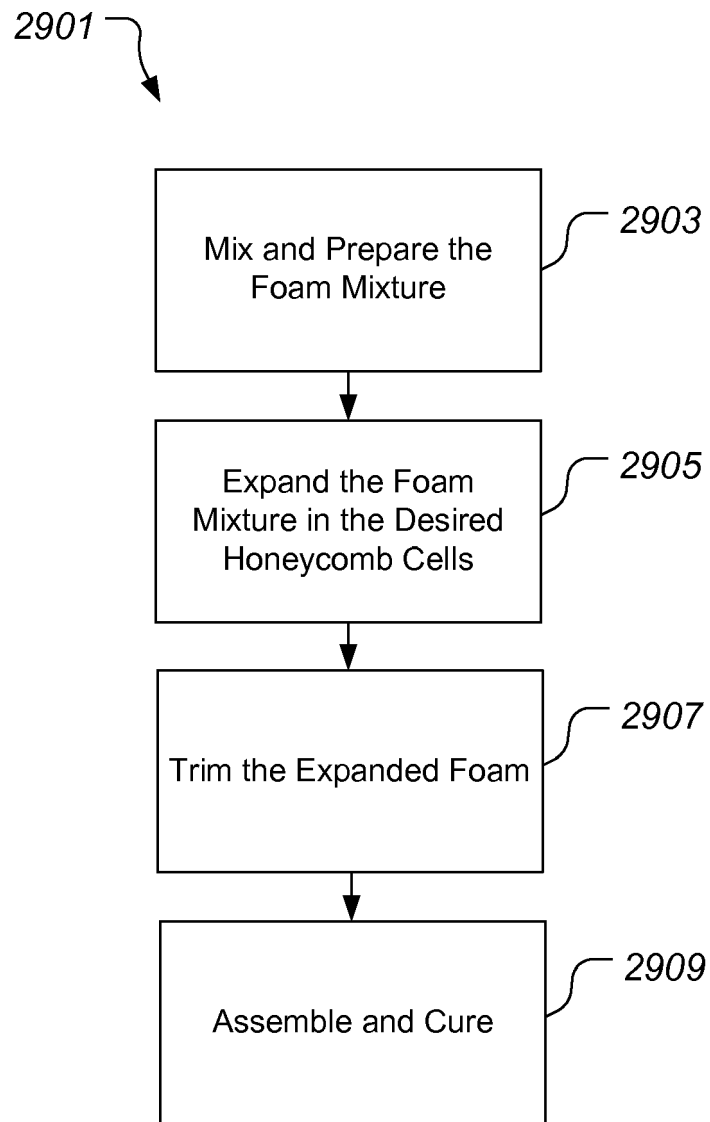 2901
Mix and Prepare the
Foam Mixture
2903
Expand the Foam
Mixture in the Desired
Honeycomb Cells
2905
Trim the Expanded Foam
2907
Assemble and Cure
2909